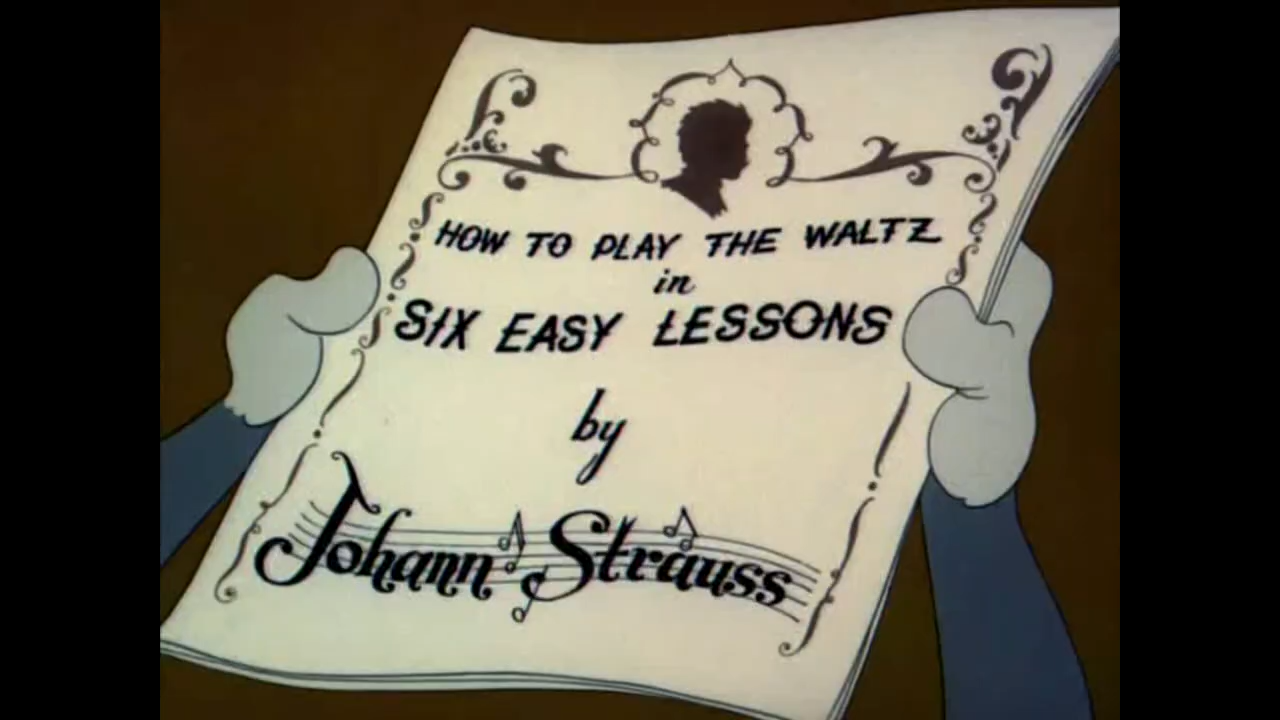 HOW TO PLAY THE WALTZ
in
SIX EASY LESSONS
by
Johann Strauss